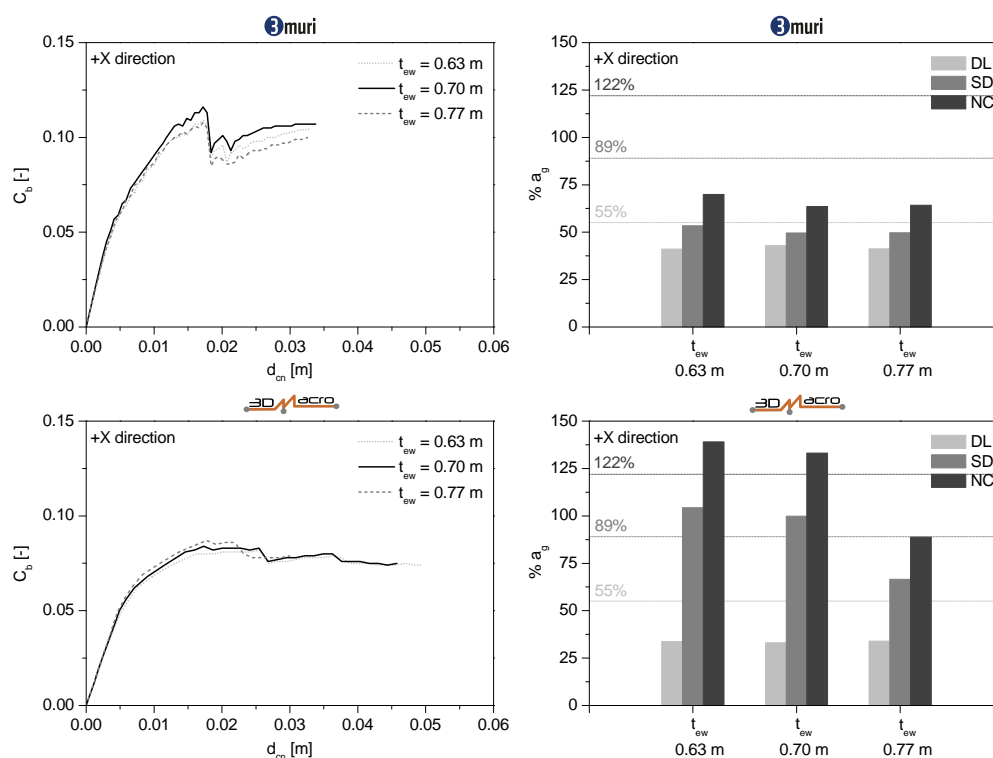 3muri
+X direction
t_ew = 0.63 m
t_ew = 0.70 m
t_ew = 0.77 m
0.15
0.10
0.05
0.00
C_b [-]
0.00 0.01 0.02 0.03 0.04 0.05 0.06
d_cn [m]
3muri
+X direction
DL
SD
NC
122%
89%
55%
150
125
100
75
50
25
0
% a_g
t_ew t_ew t_ew
0.63 m 0.70 m 0.77 m
3D Macro
+X direction
t_ew = 0.63 m
t_ew = 0.70 m
t_ew = 0.77 m
0.15
0.10
0.05
0.00
C_b [-]
0.00 0.01 0.02 0.03 0.04 0.05 0.06
d_cn [m]
3D Macro
+X direction
DL
SD
NC
122%
89%
55%
150
125
100
75
50
25
0
% a_g
t_ew t_ew t_ew
0.63 m 0.70 m 0.77 m